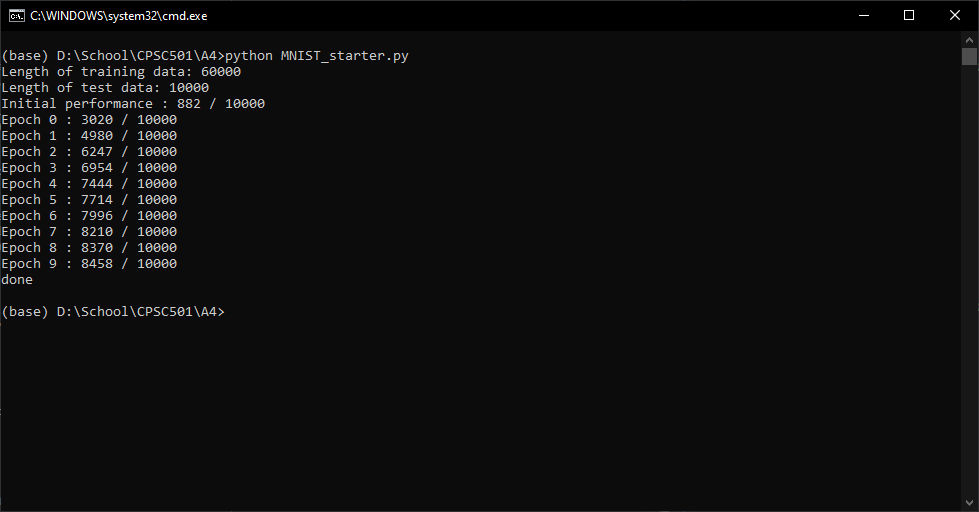 C:\WINDOWS\system32\cmd.exe
(base) D:\School\CPSC501\A4>python MNIST_starter.py
Length of training data: 60000
Length of test data: 10000
Initial performance : 882 / 10000
Epoch 0 : 3020 / 10000
Epoch 1 : 4980 / 10000
Epoch 2 : 6247 / 10000
Epoch 3 : 6954 / 10000
Epoch 4 : 7444 / 10000
Epoch 5 : 7714 / 10000
Epoch 6 : 7996 / 10000
Epoch 7 : 8210 / 10000
Epoch 8 : 8370 / 10000
Epoch 9 : 8458 / 10000
done
(base) D:\School\CPSC501\A4>